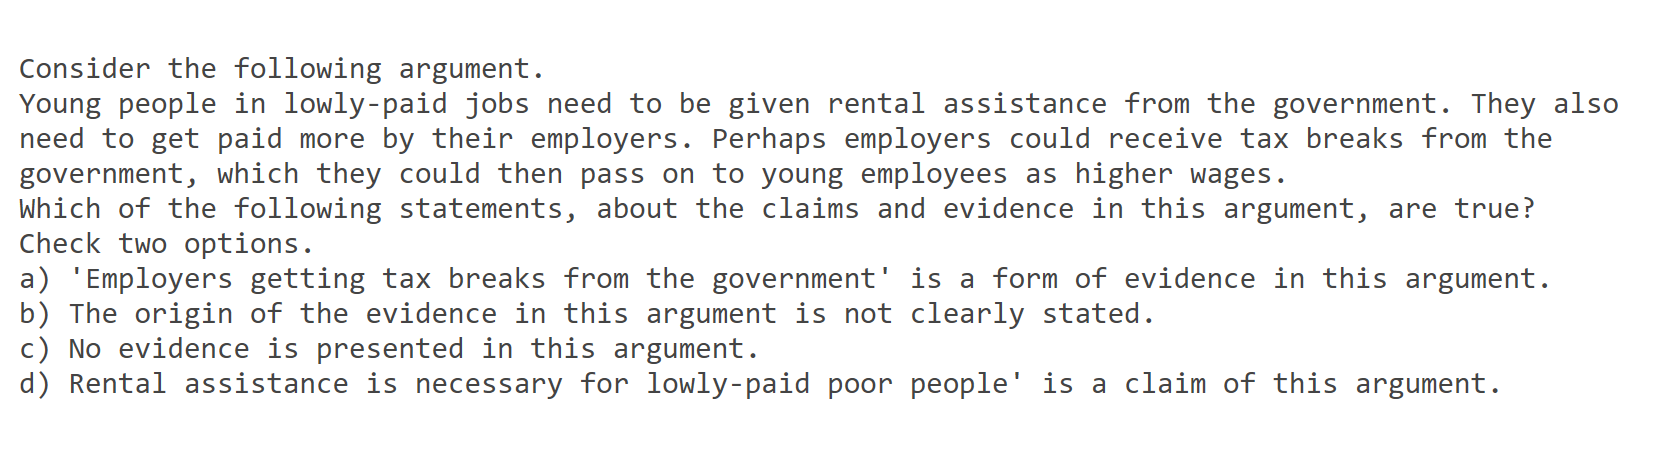 Consider the following argument.
Young people in lowly-paid jobs need to be given rental assistance from the government. They also
need to get paid more by their employers. Perhaps employers could receive tax breaks from the
government, which they could then pass on to young employees as higher wages.
Which of the following statements, about the claims and evidence in this argument, are true?
Check two options.
a) 'Employers getting tax breaks from the government' is a form of evidence in this argument.
b) The origin of the evidence in this argument is not clearly stated.
c) No evidence is presented in this argument.
d) Rental assistance is necessary for lowly-paid poor people' is a claim of this argument.